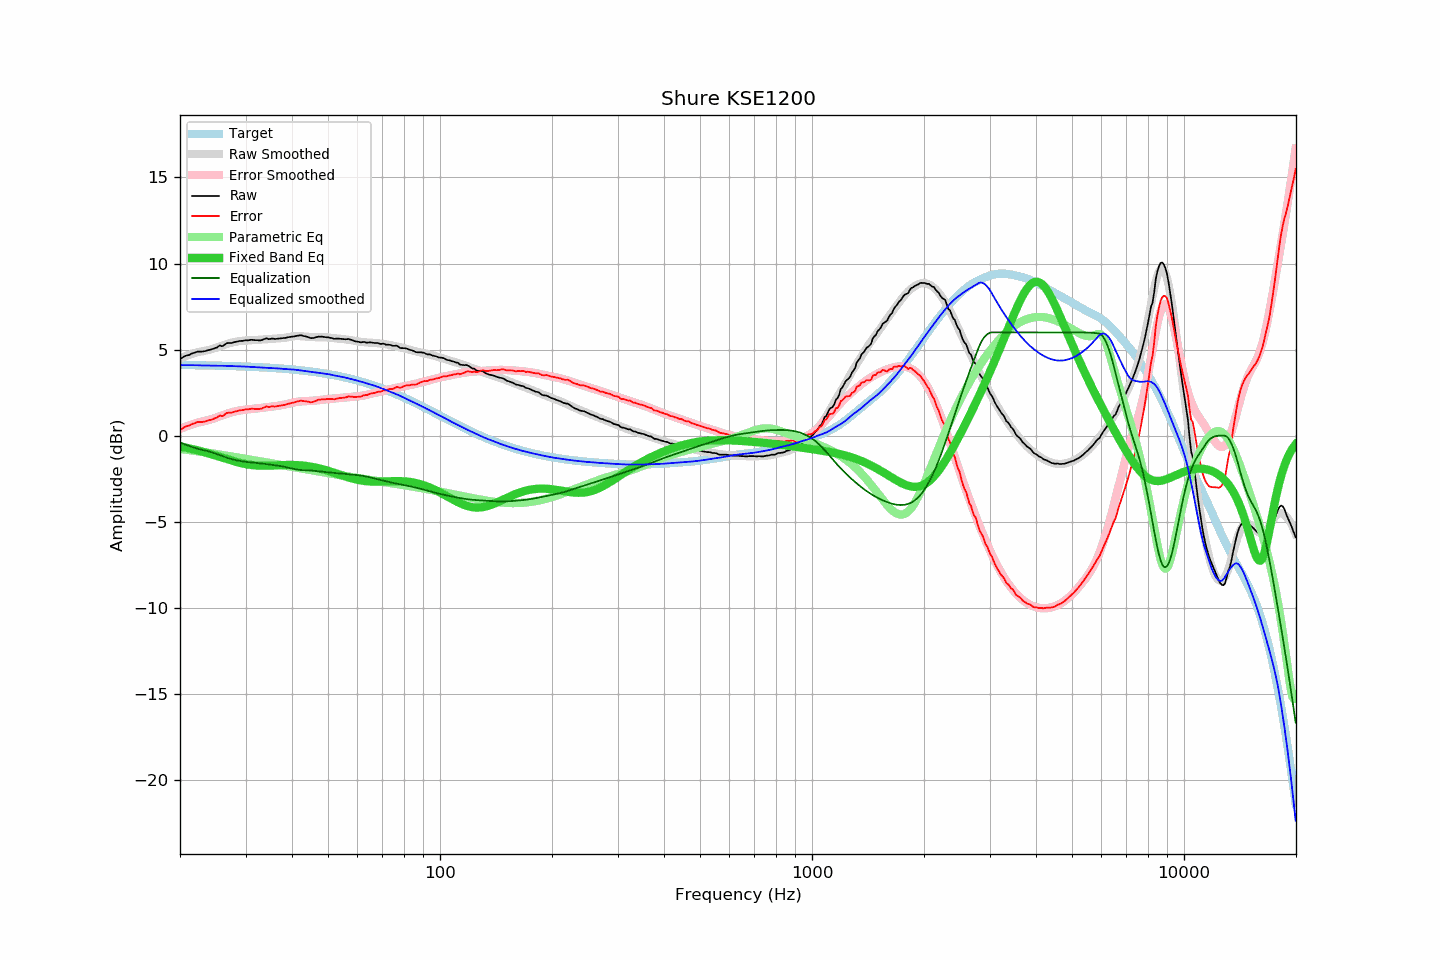 Shure KSE1200
Target
Raw Smoothed
Error Smoothed
Raw
Error
Parametric Eq
Fixed Band Eq
Equalization
Equalized smoothed
15
10
5
0
−5
−10
−15
−20
Amplitude (dBr)
100 1000 10000
Frequency (Hz)